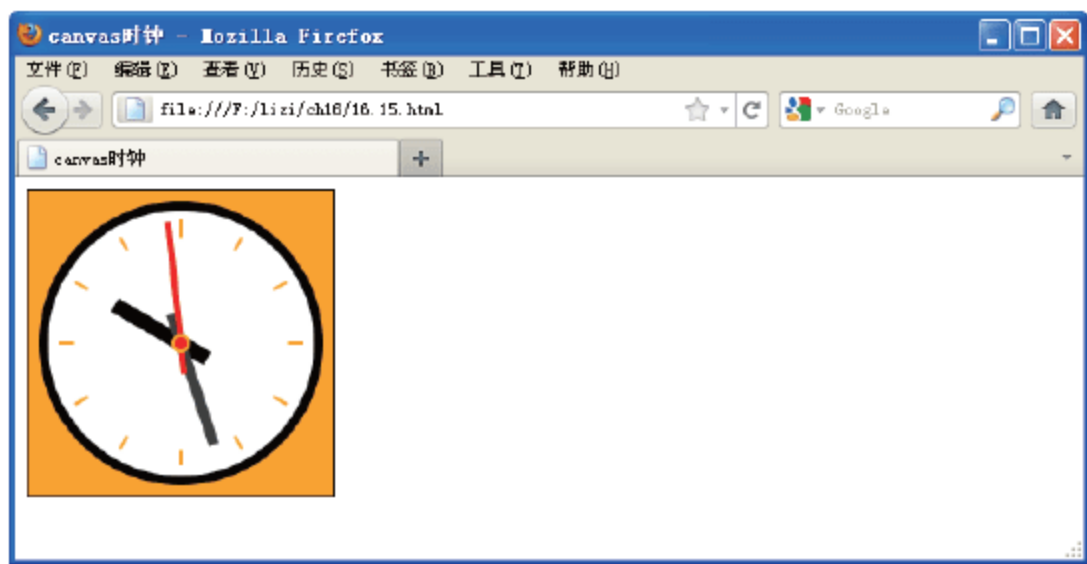 canvas时钟 - Mozilla Firefox
文件(F) 编辑(E) 查看(V) 历史(S) 书签(B) 工具(T) 帮助(H)
file:///F:/lizi/ch16/16.15.html Google
canvas时钟